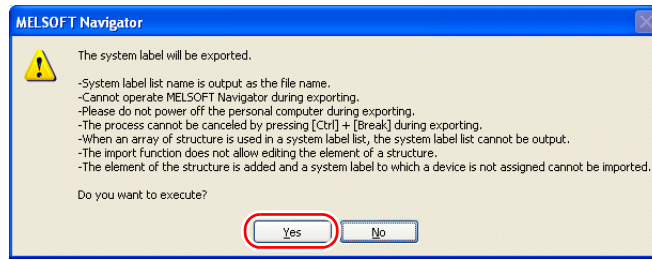 MELSOFT Navigator
The system label will be exported.
-System label list name is output as the file name.
-Cannot operate MELSOFT Navigator during exporting.
-Please do not power off the personal computer during exporting.
-The process cannot be canceled by pressing [Ctrl] + [Break] during exporting.
-When an array of structure is used in a system label list, the system label list cannot be output.
-The import function does not allow editing the element of a structure.
-The element of the structure is added and a system label to which a device is not assigned cannot be imported.
Do you want to execute?
Yes No